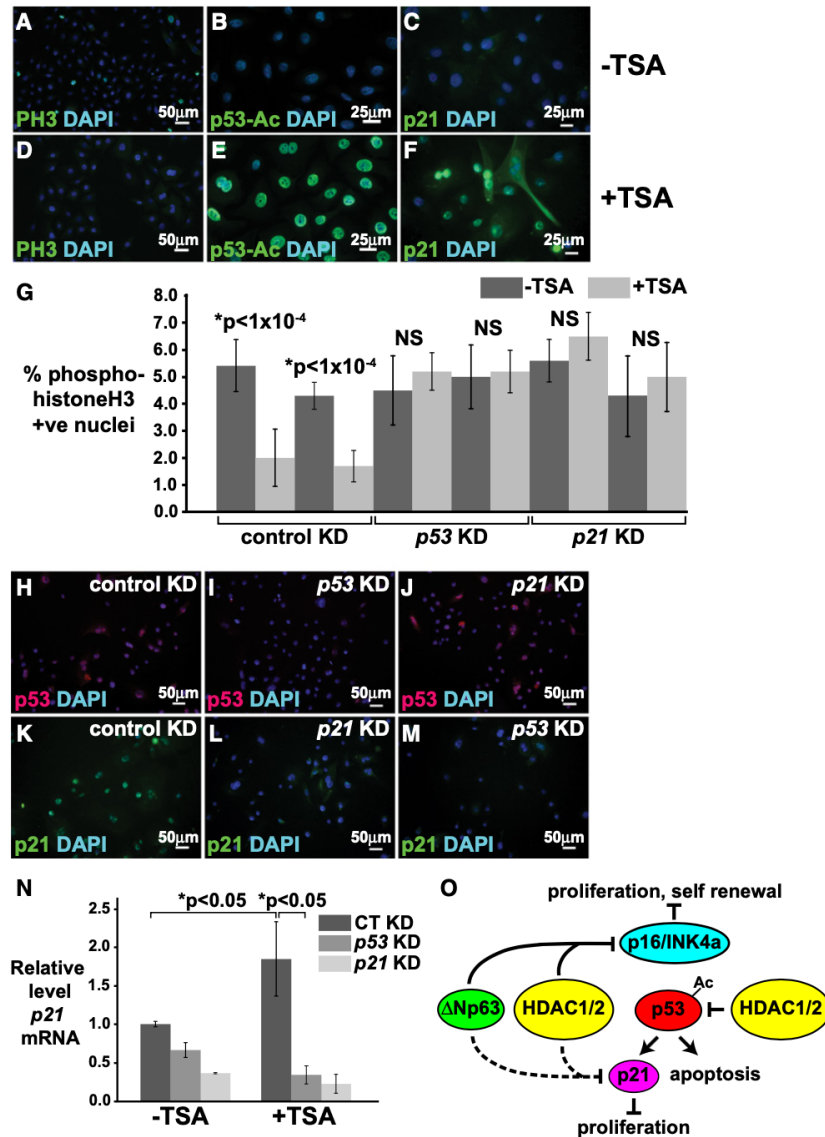 A
PH3 DAPI
50µm
B
p53-Ac DAPI
25µm
C
p21 DAPI
25µm
-TSA
D
PH3 DAPI
50µm
E
p53-Ac DAPI
25µm
F
p21 DAPI
25µm
+TSA
G
-TSA
+TSA
8.0
7.0
6.0
5.0
4.0
3.0
2.0
1.0
0.0
% phospho-
histoneH3
+ve nuclei
*p<1x10-4
*p<1x10-4
NS
NS
NS
NS
control KD
p53 KD
p21 KD
H
control KD
p53 DAPI
50µm
I
p53 KD
p53 DAPI
50µm
J
p21 KD
p53 DAPI
50µm
K
control KD
p21 DAPI
50µm
L
p21 KD
p21 DAPI
50µm
M
p53 KD
p21 DAPI
50µm
N
2.5
2.0
1.5
1.0
0.5
0.0
Relative
level
p21
mRNA
*p<0.05
*p<0.05
CT KD
p53 KD
p21 KD
-TSA
+TSA
O
proliferation, self renewal
p16/INK4a
ΔNp63
HDAC1/2
Ac
p53
HDAC1/2
p21
apoptosis
proliferation